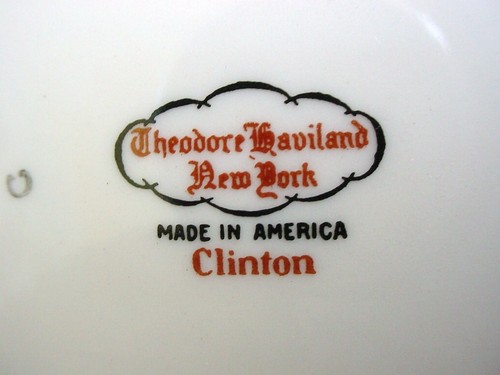 Theodore Haviland
New York
MADE IN AMERICA
Clinton